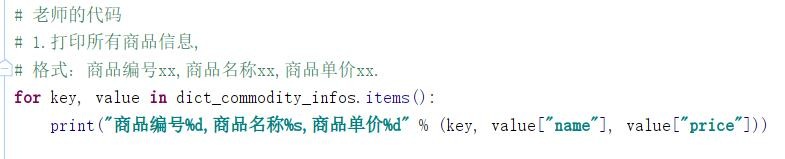 # 老师的代码
# 1.打印所有商品信息,
# 格式：商品编号xx,商品名称xx,商品单价xx.
for key, value in dict_commodity_infos.items():
    print("商品编号%d,商品名称%s,商品单价%d" % (key, value["name"], value["price"]))